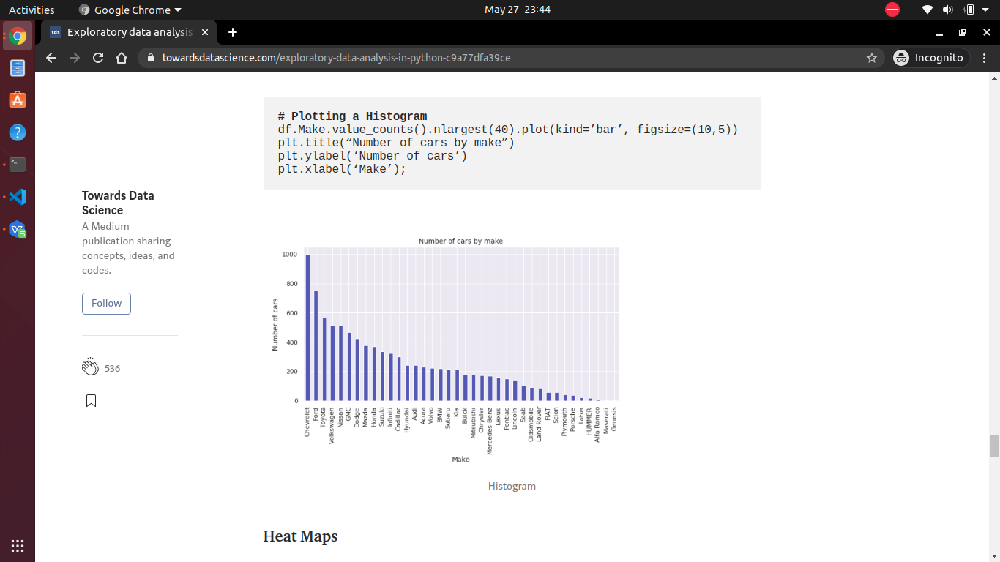 Activities
Google Chrome
May 27 23:44
tds
Exploratory data analysis
towardsdatascience.com/exploratory-data-analysis-in-python-c9a77dfa39ce
Incognito
# Plotting a Histogram
df.Make.value_counts().nlargest(40).plot(kind=’bar’, figsize=(10,5))
plt.title(“Number of cars by make”)
plt.ylabel(‘Number of cars’)
plt.xlabel(‘Make’);
Towards Data
Science
A Medium
publication sharing
concepts, ideas, and
codes.
Follow
536
Number of cars by make
Number of cars
1000
800
600
400
200
0
Chevrolet
Ford
Toyota
Volkswagen
Nissan
GMC
Dodge
Mazda
Honda
Suzuki
Infiniti
Cadillac
Hyundai
Audi
Acura
Volvo
BMW
Subaru
Kia
Buick
Mitsubishi
Chrysler
Mercedes-Benz
Lexus
Pontiac
Lincoln
Saab
Oldsmobile
Land Rover
FIAT
Scion
Plymouth
Porsche
Lotus
HUMMER
Alfa Romeo
Maserati
Genesis
Make
Histogram
Heat Maps